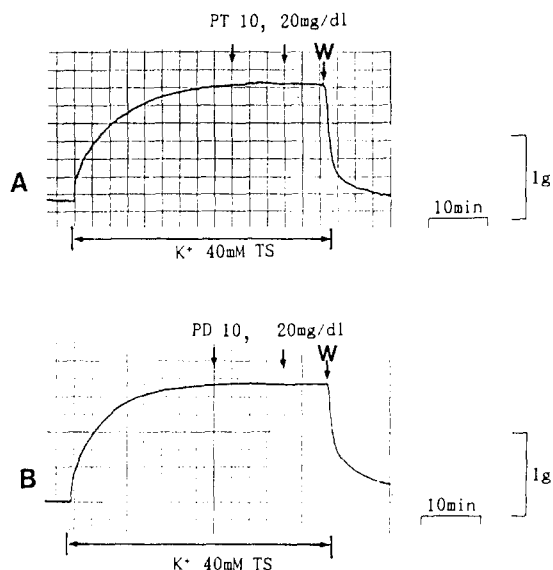 PT 10, 20mg/dl
W
A
1g
10min
K⁺ 40mM TS
PD 10, 20mg/dl
W
B
1g
10min
K⁺ 40mM TS